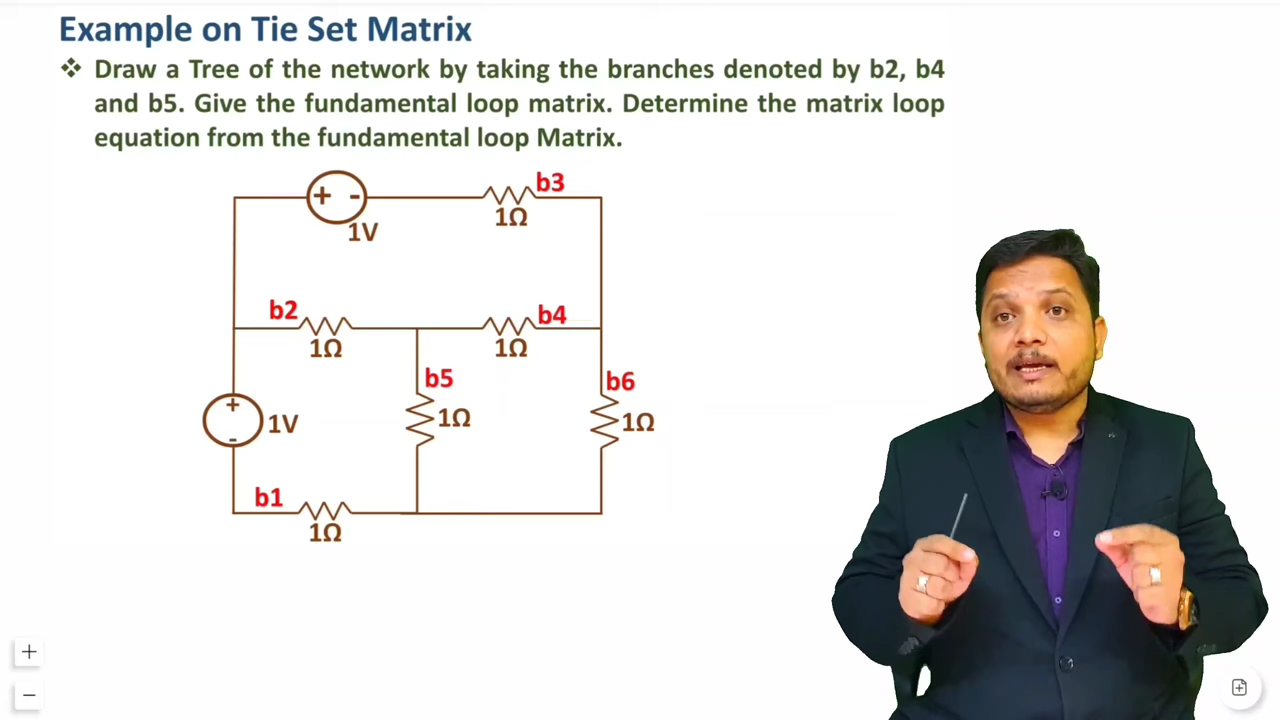 Example on Tie Set Matrix
❖ Draw a Tree of the network by taking the branches denoted by b2, b4
and b5. Give the fundamental loop matrix. Determine the matrix loop
equation from the fundamental loop Matrix.
b3
+ -
1V
1Ω
b2
b4
1Ω
1Ω
b5
b6
+
-
1V
1Ω
1Ω
b1
1Ω